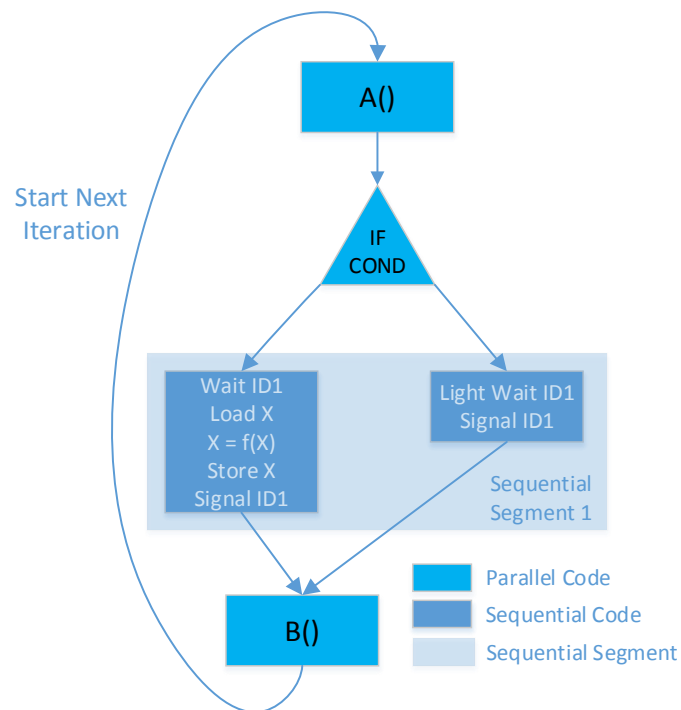 A()
Start Next
Iteration
IF
COND
Wait ID1
Load X
X = f(X)
Store X
Signal ID1
Light Wait ID1
Signal ID1
Sequential
Segment 1
B()
Parallel Code
Sequential Code
Sequential Segment